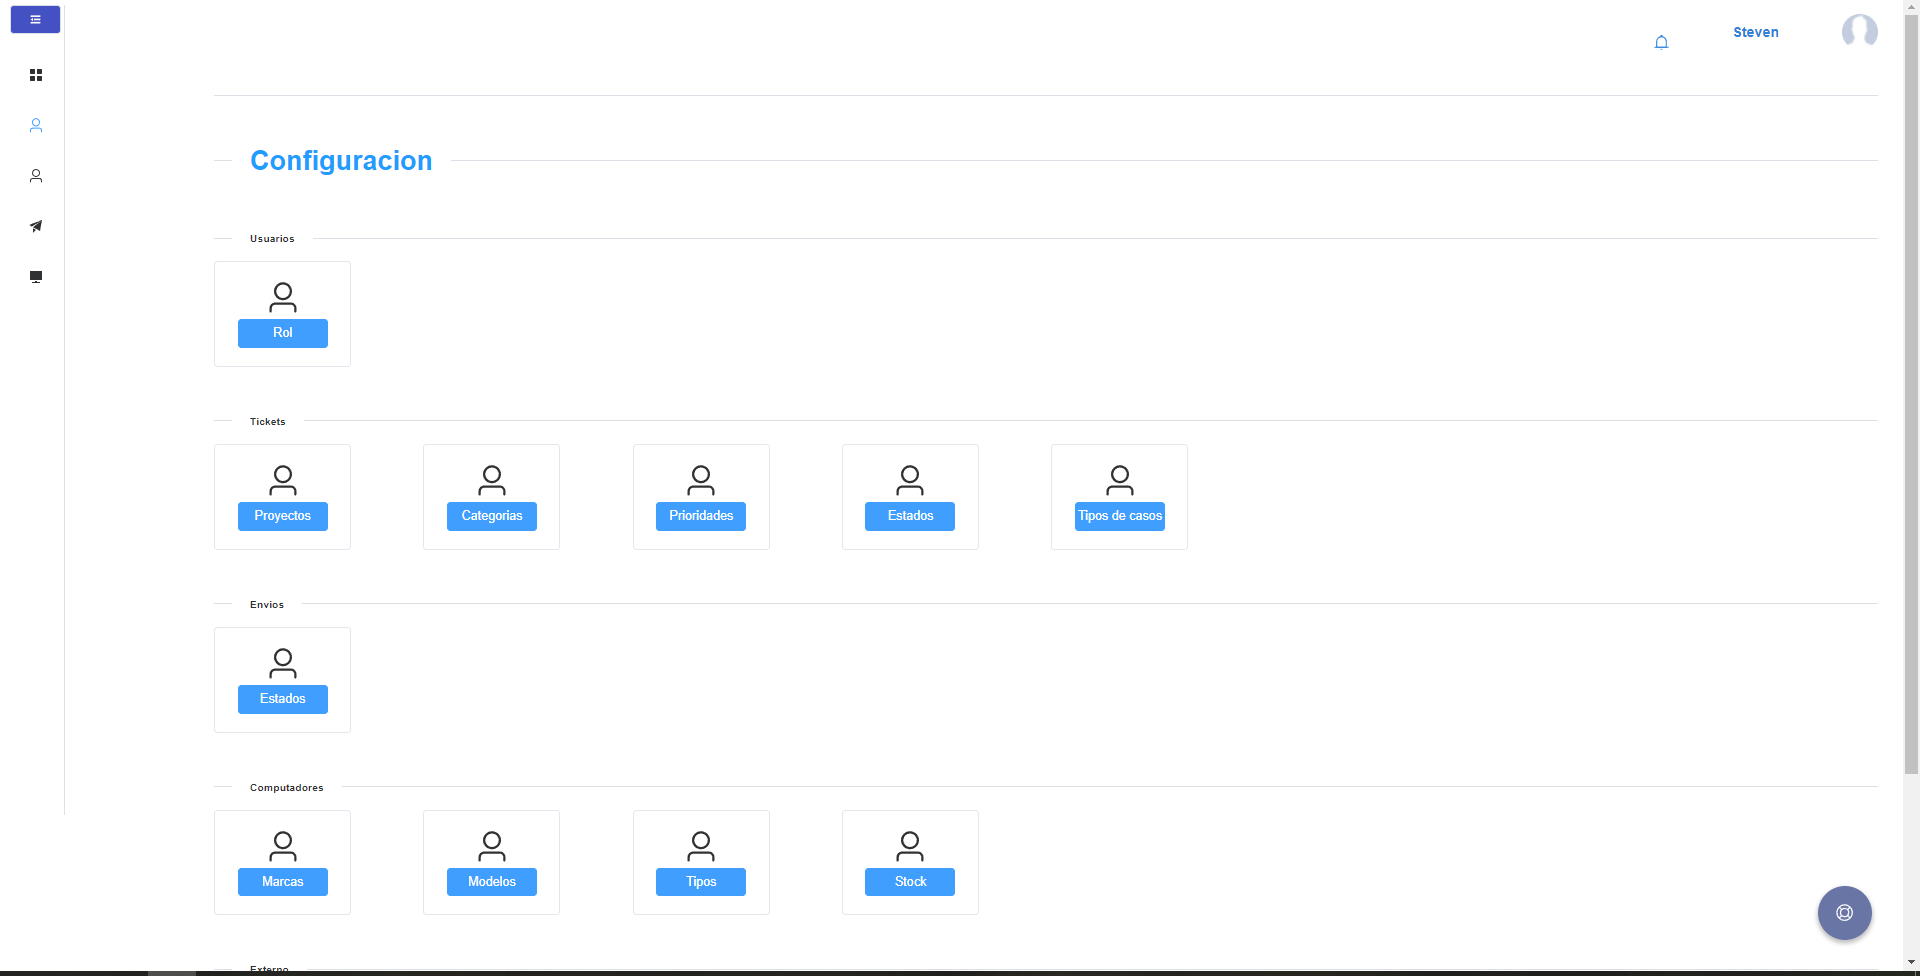 Steven
Configuracion
Usuarios
Rol
Tickets
Proyectos
Categorias
Prioridades
Estados
Tipos de casos
Envios
Estados
Computadores
Marcas
Modelos
Tipos
Stock
Externo